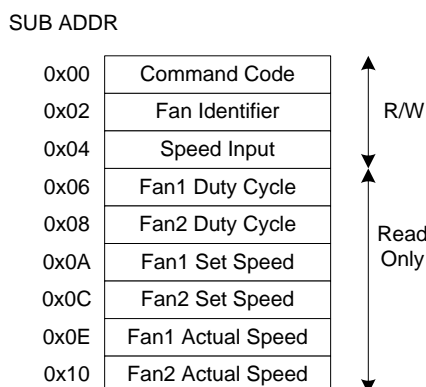 SUB ADDR
0x00 Command Code
0x02 Fan Identifier
0x04 Speed Input
R/W
0x06 Fan1 Duty Cycle
0x08 Fan2 Duty Cycle
0x0A Fan1 Set Speed
0x0C Fan2 Set Speed
0x0E Fan1 Actual Speed
0x10 Fan2 Actual Speed
Read
Only